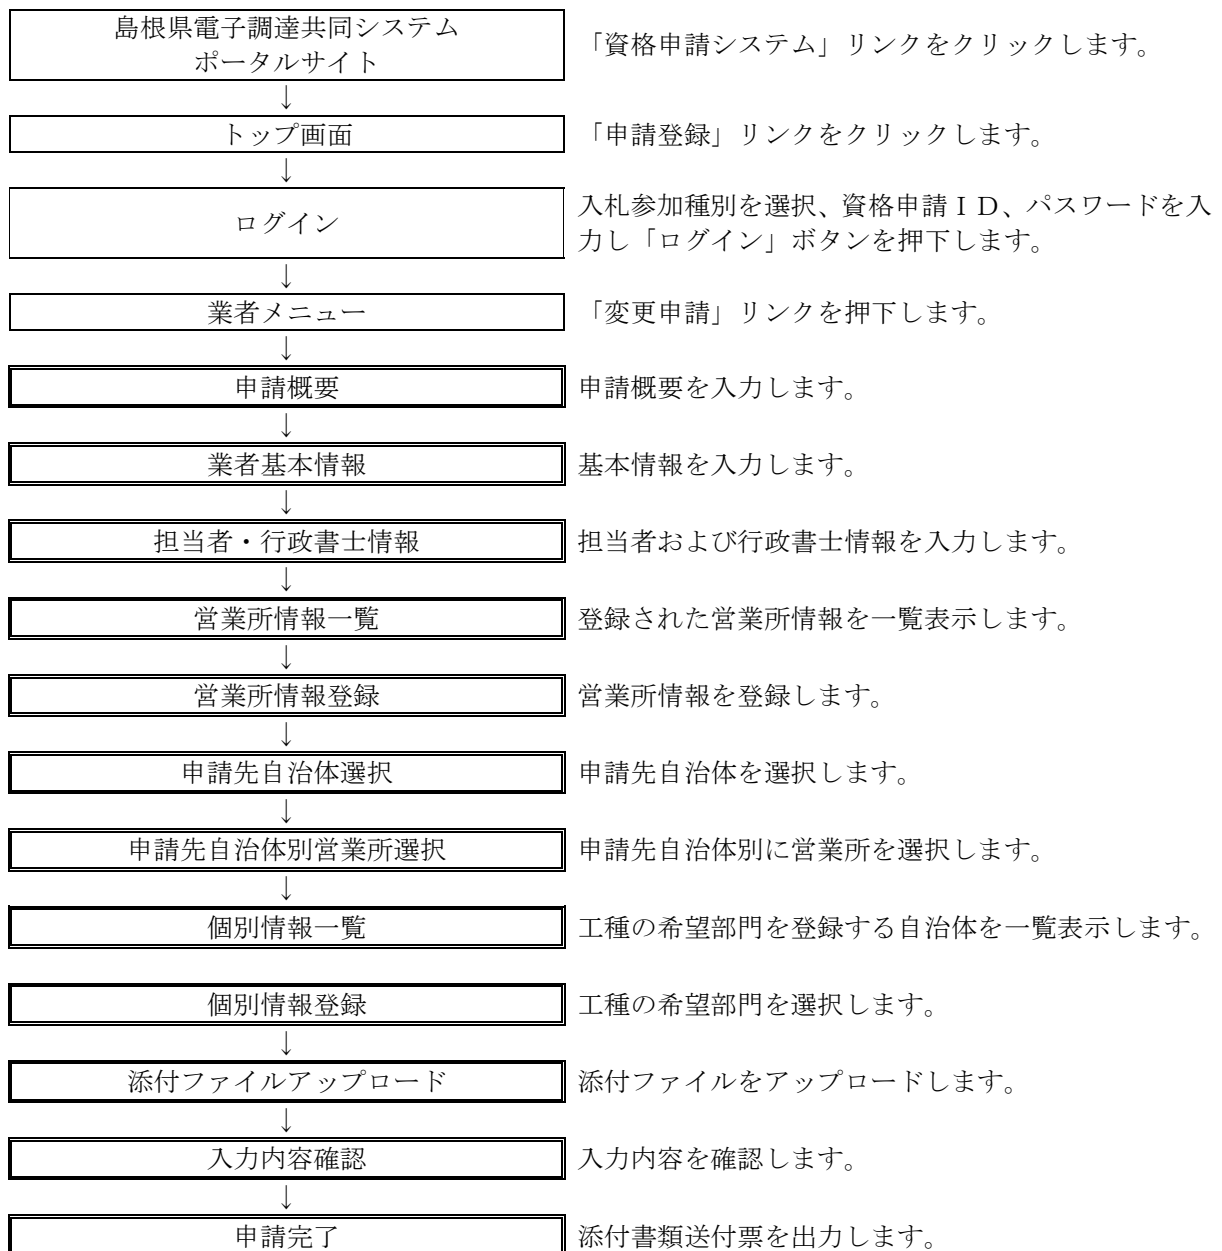 島根県電子調達共同システム
ポータルサイト
「資格申請システム」リンクをクリックします。
↓
トップ画面
「申請登録」リンクをクリックします。
↓
ログイン
入札参加種別を選択、資格申請ＩＤ、パスワードを入
力し「ログイン」ボタンを押下します。
↓
業者メニュー
「変更申請」リンクを押下します。
↓
申請概要
申請概要を入力します。
↓
業者基本情報
基本情報を入力します。
↓
担当者・行政書士情報
担当者および行政書士情報を入力します。
↓
営業所情報一覧
登録された営業所情報を一覧表示します。
↓
営業所情報登録
営業所情報を登録します。
↓
申請先自治体選択
申請先自治体を選択します。
↓
申請先自治体別営業所選択
申請先自治体別に営業所を選択します。
↓
個別情報一覧
工種の希望部門を登録する自治体を一覧表示します。
個別情報登録
工種の希望部門を選択します。
↓
添付ファイルアップロード
添付ファイルをアップロードします。
↓
入力内容確認
入力内容を確認します。
↓
申請完了
添付書類送付票を出力します。